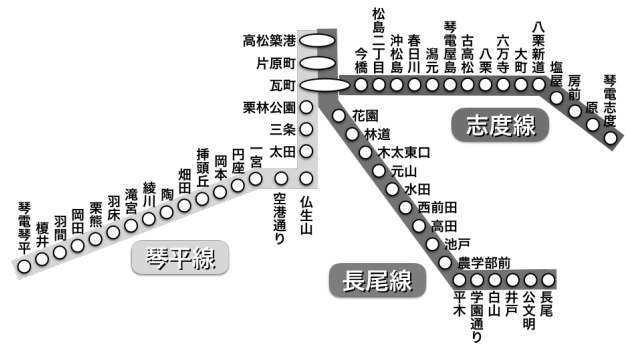 高松築港
片原町
瓦町
栗林公園
三条
太田
仏生山
空港通り
一宮
円座
岡本
挿頭丘
畑田
陶
綾川
滝宮
羽床
栗熊
岡田
羽間
榎井
琴電琴平
琴平線
今橋
松島二丁目
沖松島
春日川
潟元
琴電屋島
古高松
八栗
六万寺
大町
八栗新道
塩屋
房前
原
琴電志度
志度線
花園
林道
木太東口
元山
水田
西前田
高田
池戸
農学部前
平木
学園通り
白山
井戸
公文明
長尾
長尾線